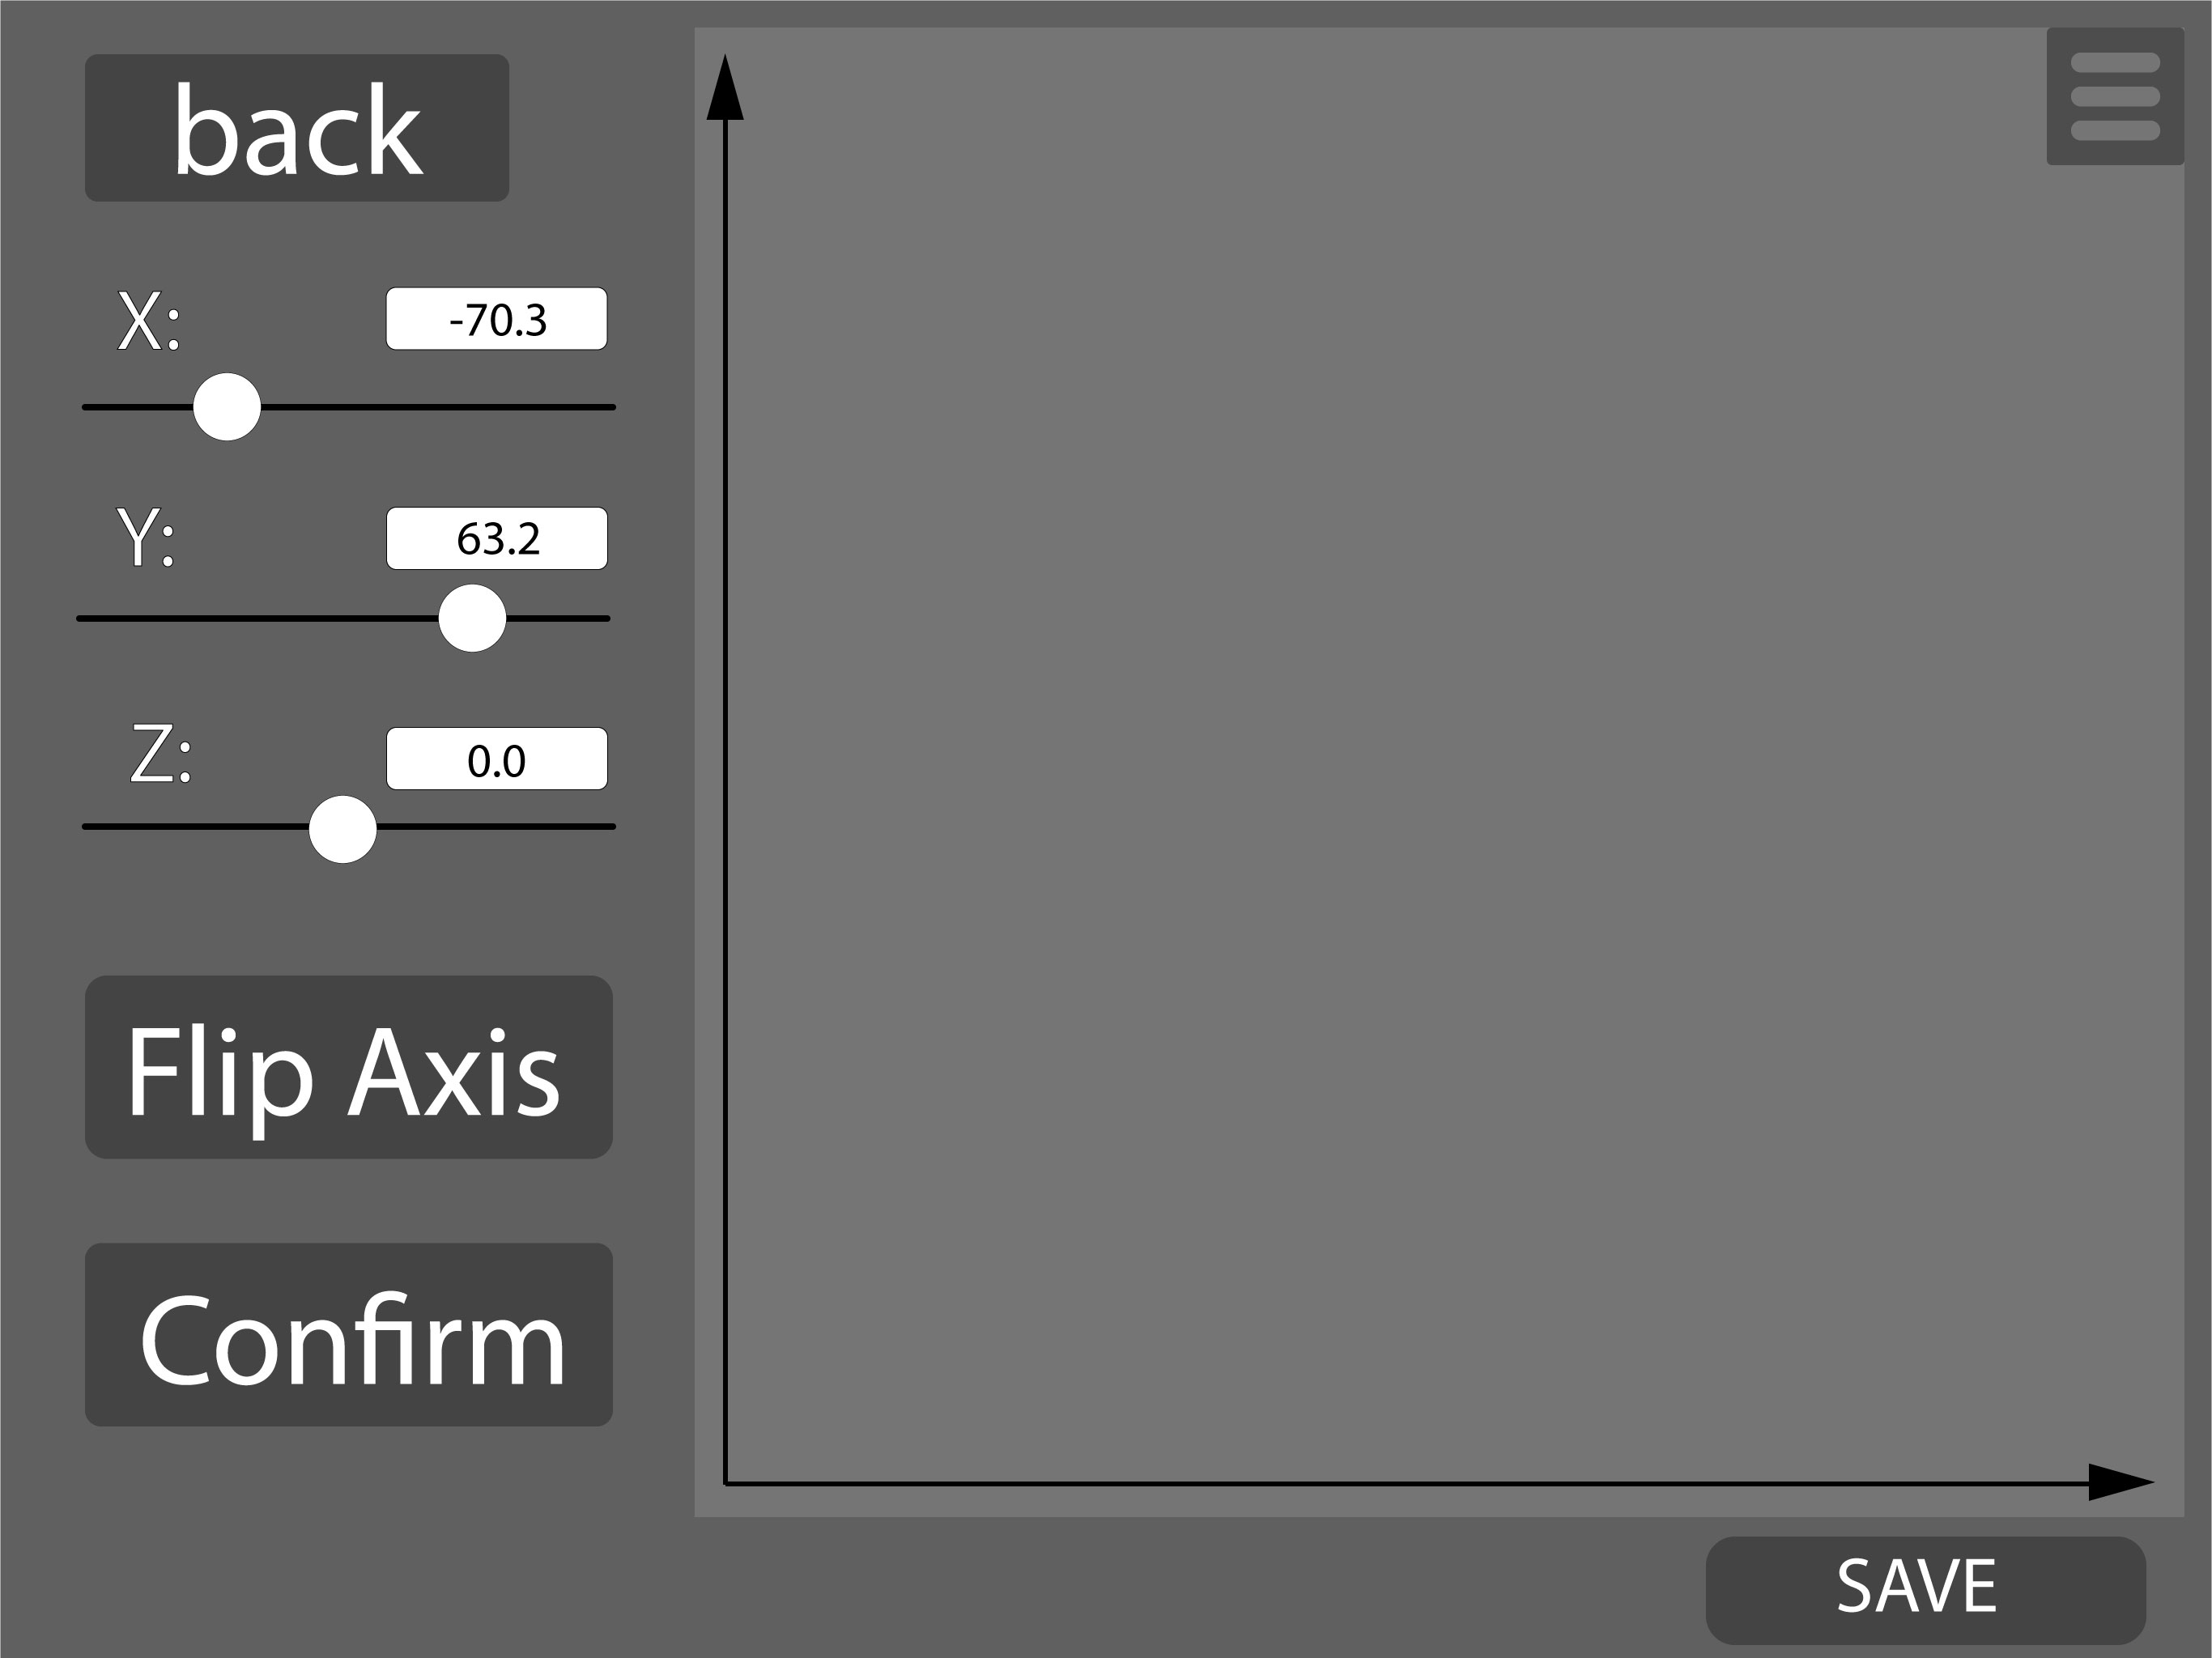 back
X:
-70.3
Y:
63.2
Z:
0.0
Flip Axis
Confirm
SAVE